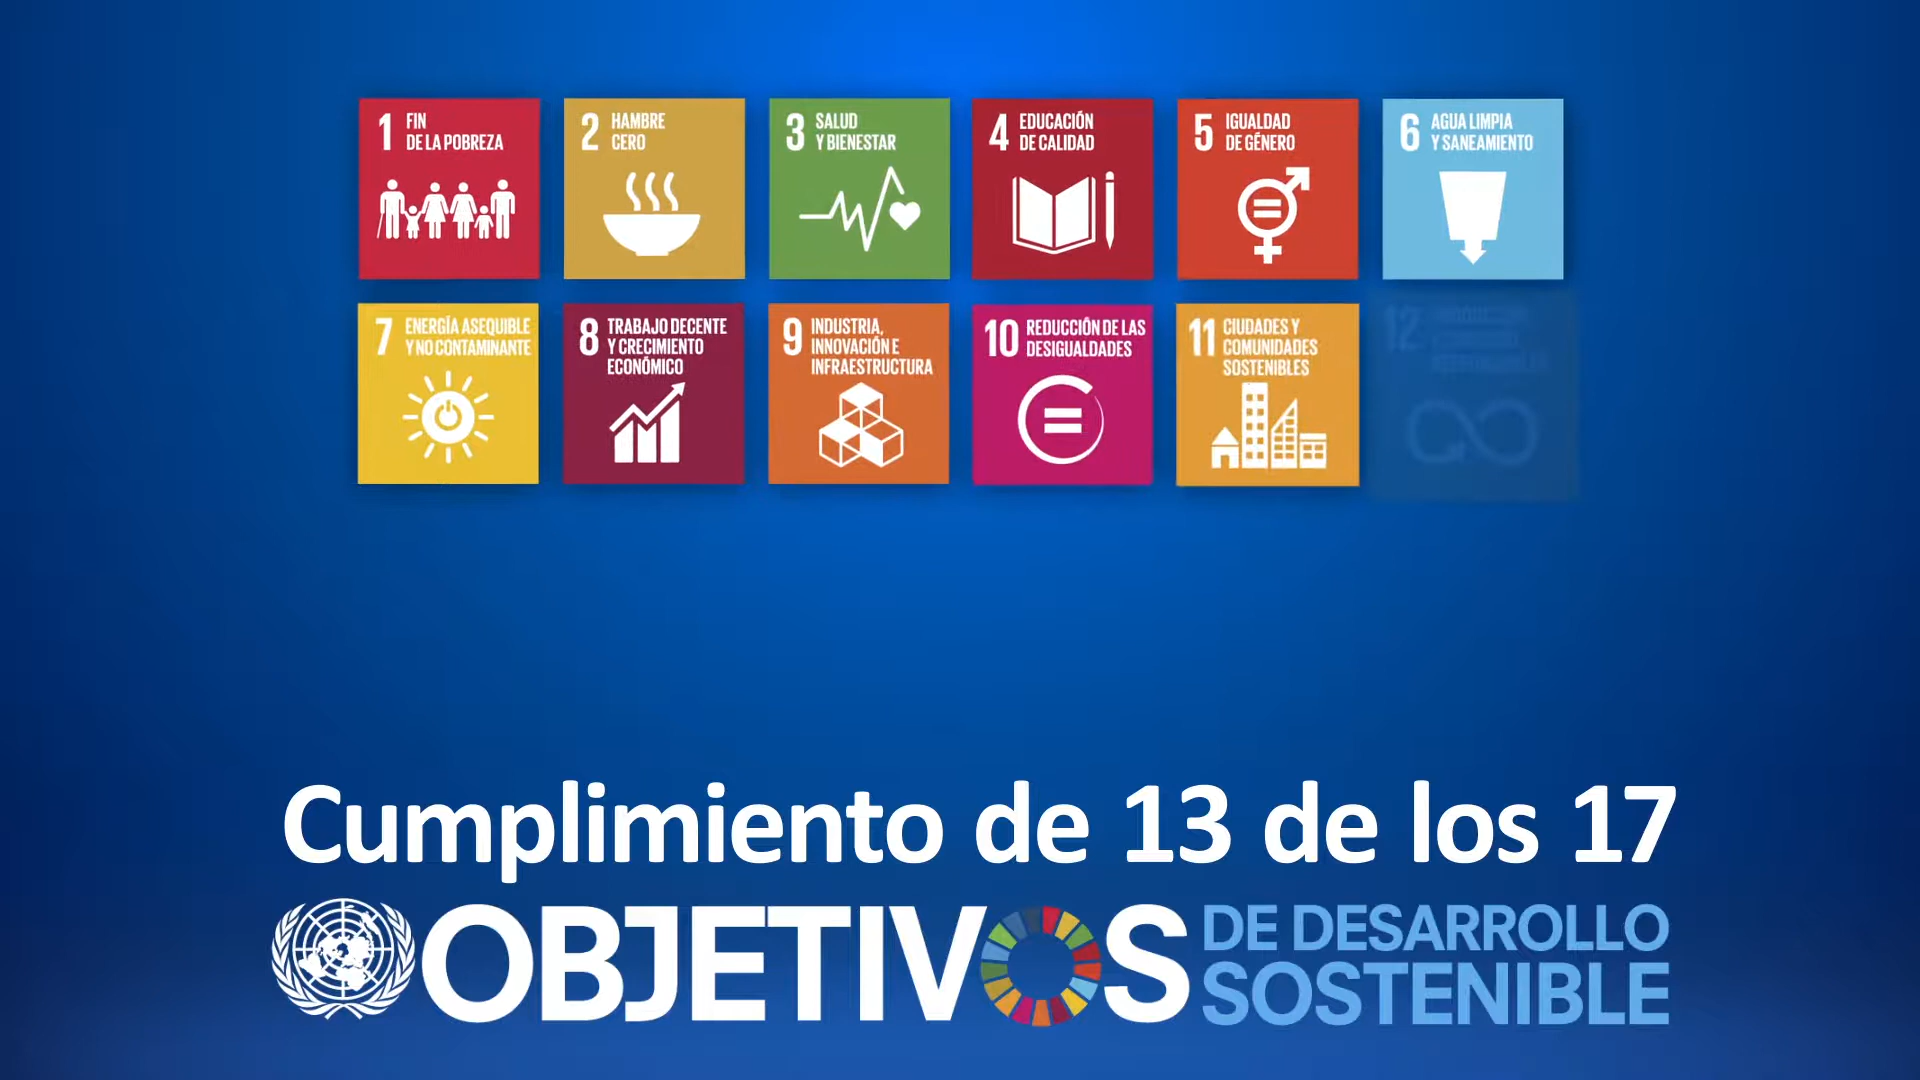 1 FIN
DE LA POBREZA
2 HAMBRE
CERO
3 SALUD
Y BIENESTAR
4 EDUCACIÓN
DE CALIDAD
5 IGUALDAD
DE GÉNERO
6 AGUA LIMPIA
Y SANEAMIENTO
7 ENERGÍA ASEQUIBLE
Y NO CONTAMINANTE
8 TRABAJO DECENTE
Y CRECIMIENTO
ECONÓMICO
9 INDUSTRIA,
INNOVACIÓN E
INFRAESTRUCTURA
10 REDUCCIÓN DE LAS
DESIGUALDADES
11 CIUDADES Y
COMUNIDADES
SOSTENIBLES
12
Cumplimiento de 13 de los 17
OBJETIVOS
DE DESARROLLO
SOSTENIBLE